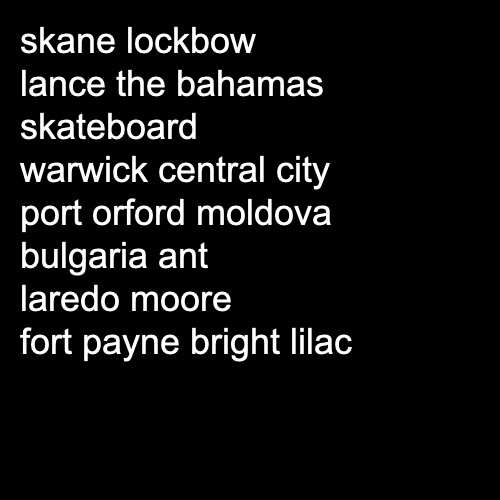 skane lockbow
lance the bahamas
skateboard
warwick central city
port orford moldova
bulgaria ant
laredo moore
fort payne bright lilac